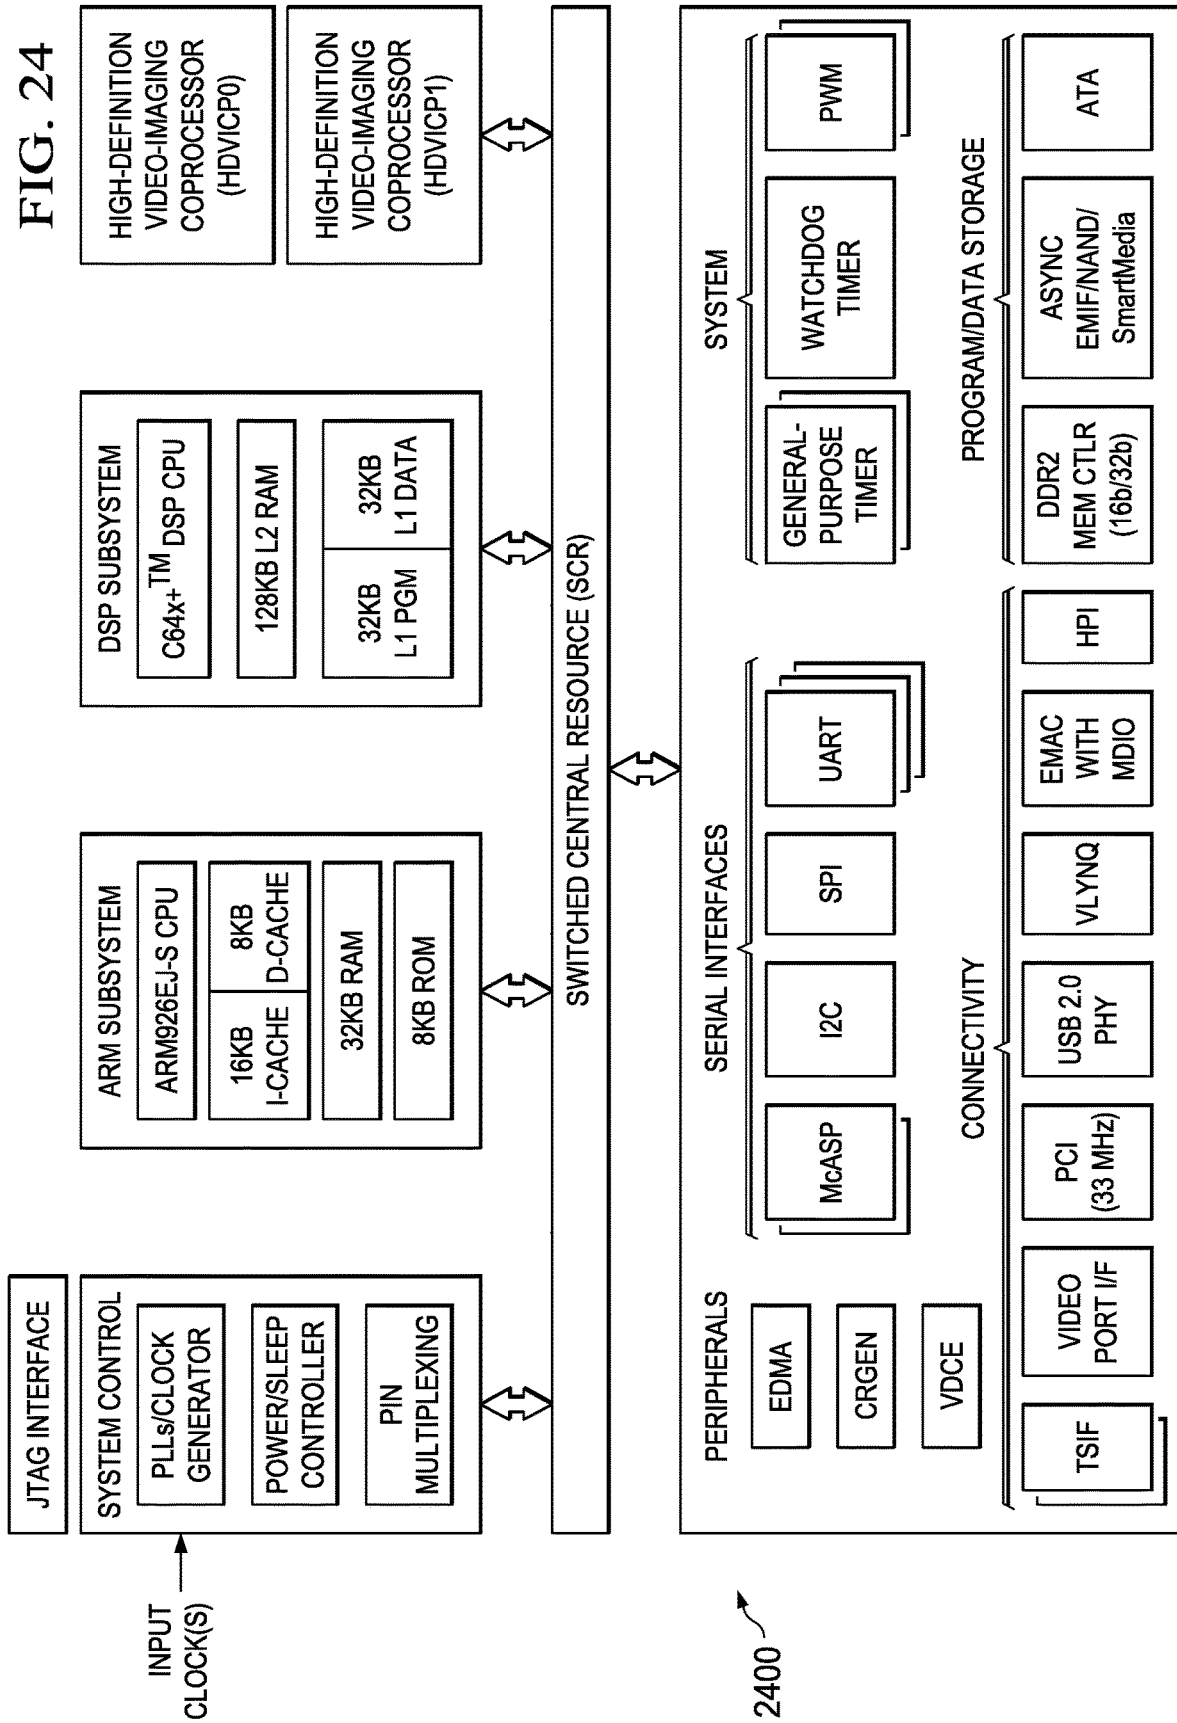 FIG. 24
JTAG INTERFACE
SYSTEM CONTROL
PLLs/CLOCK
GENERATOR
POWER/SLEEP
CONTROLLER
PIN
MULTIPLEXING
INPUT
CLOCK(S)
ARM SUBSYSTEM
ARM926EJ-S CPU
16KB
I-CACHE
8KB
D-CACHE
32KB RAM
8KB ROM
DSP SUBSYSTEM
C64x+™ DSP CPU
128KB L2 RAM
32KB
L1 PGM
32KB
L1 DATA
HIGH-DEFINITION
VIDEO-IMAGING
COPROCESSOR
(HDVICP0)
HIGH-DEFINITION
VIDEO-IMAGING
COPROCESSOR
(HDVICP1)
SWITCHED CENTRAL RESOURCE (SCR)
PERIPHERALS
EDMA
CRGEN
VDCE
SERIAL INTERFACES
McASP
I2C
SPI
UART
SYSTEM
GENERAL-
PURPOSE
TIMER
WATCHDOG
TIMER
PWM
CONNECTIVITY
TSIF
VIDEO
PORT I/F
PCI
(33 MHz)
USB 2.0
PHY
VLYNQ
EMAC
WITH
MDIO
HPI
PROGRAM/DATA STORAGE
DDR2
MEM CTLR
(16b/32b)
ASYNC
EMIF/NAND/
SmartMedia
ATA
2400